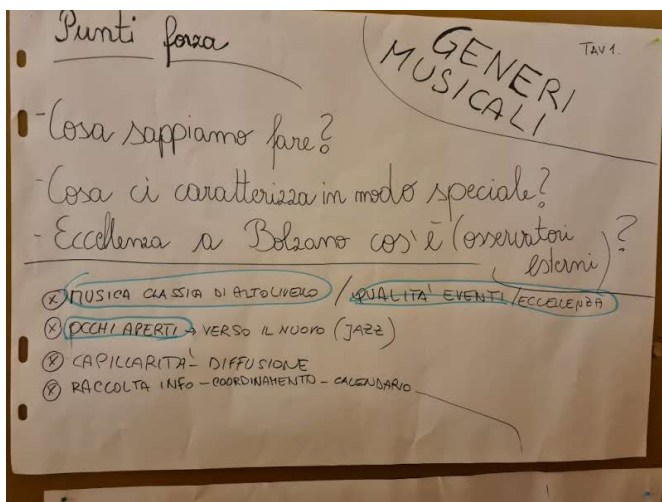 Punti forza
GENERI
MUSICALI
TAV 1.
- Cosa sappiamo fare?
- Cosa ci caratterizza in modo speciale?
- Eccellenza a Bolzano cos'è (osservatori
esterni) ?
MUSICA CLASSICA DI ALTO LIVELLO / QUALITA' EVENTI / ECCELLENZA
OCCHI APERTI → VERSO IL NUOVO (JAZZ)
CAPILLARITA' - DIFFUSIONE
RACCOLTA INFO - COORDINAMENTO - CALENDARIO